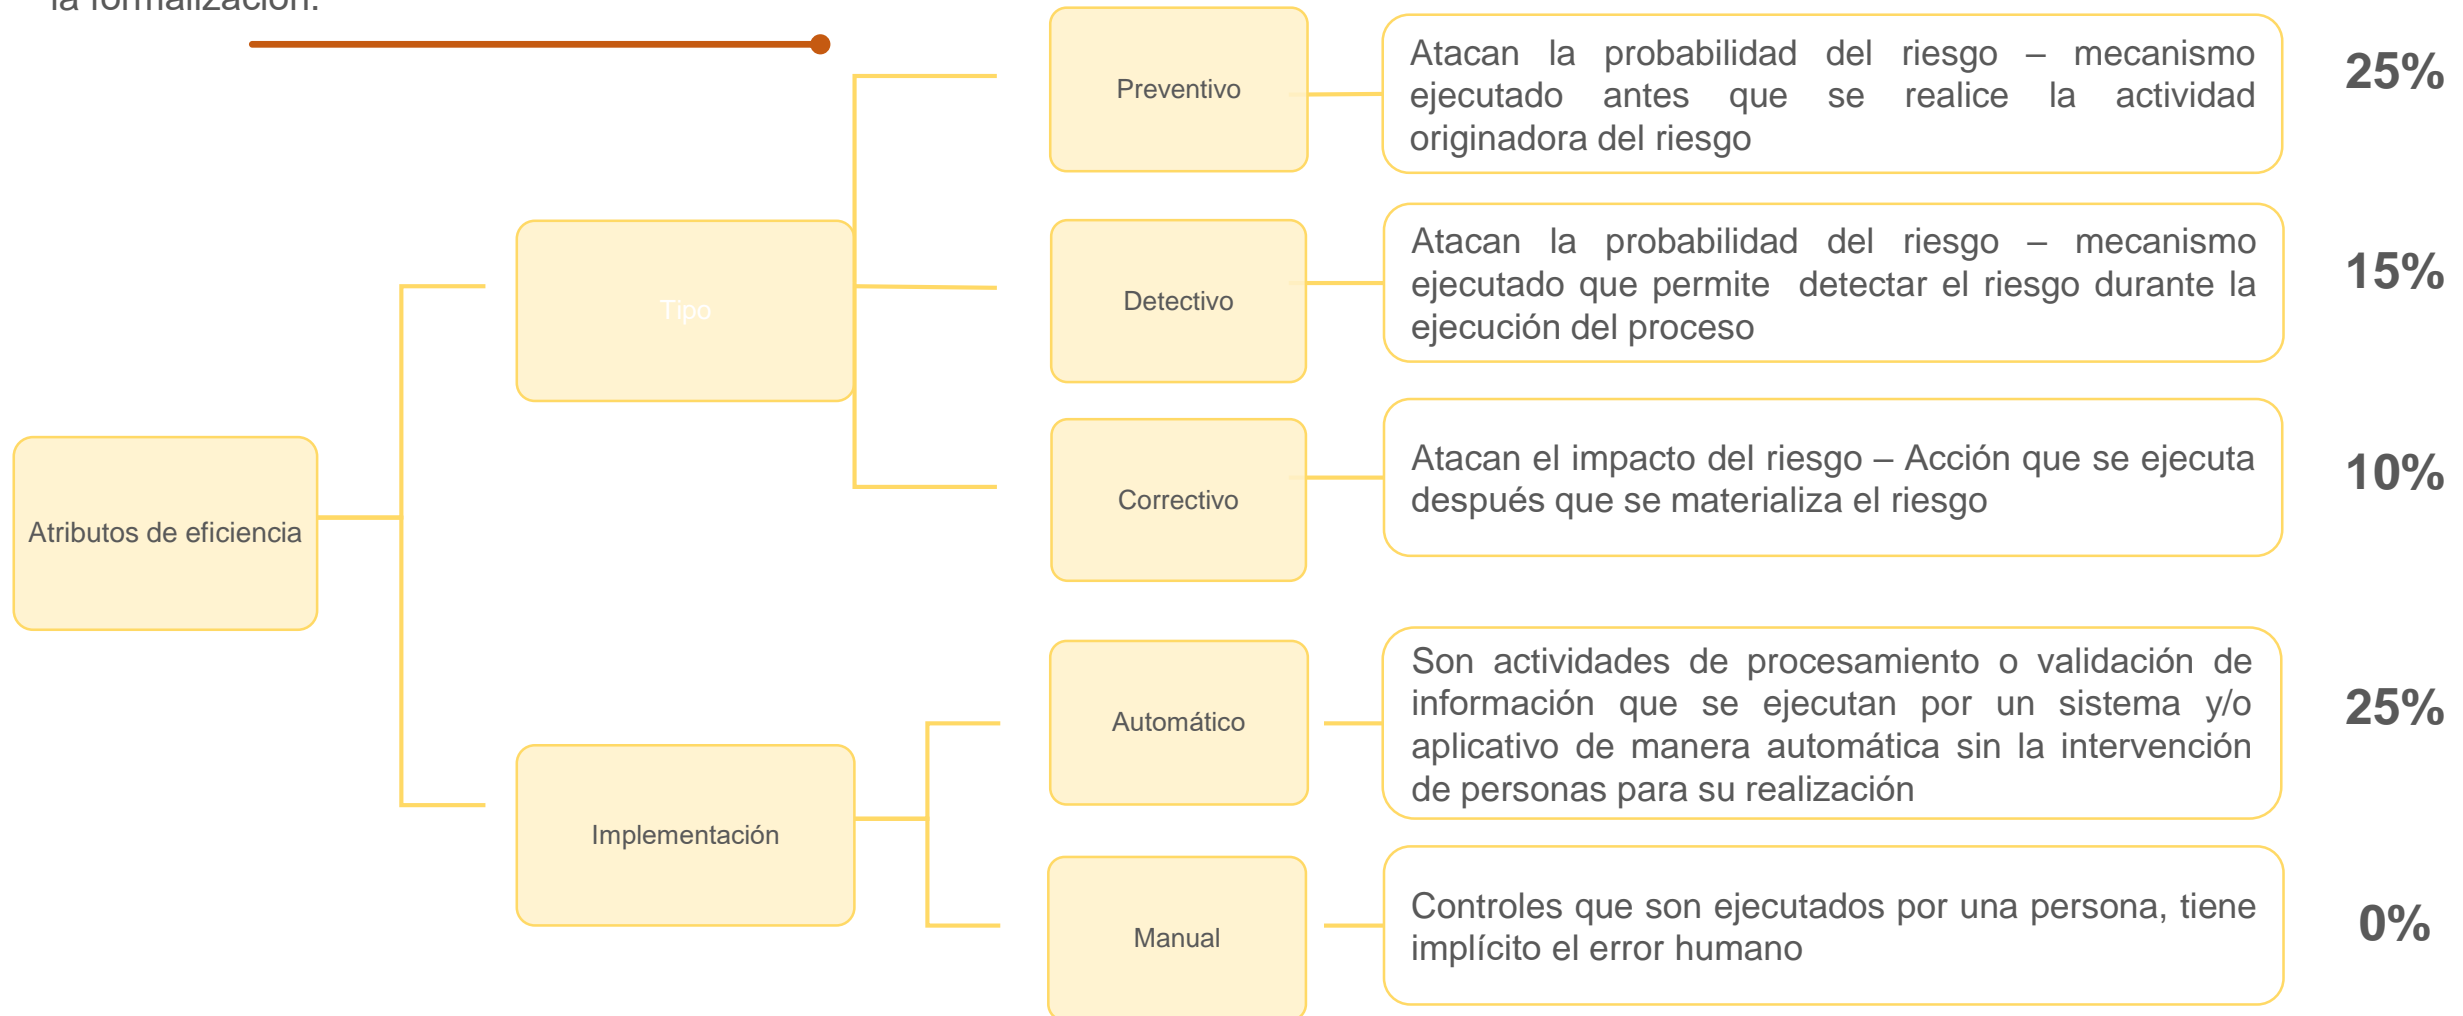 la formalización.
Preventivo
Atacan la probabilidad del riesgo – mecanismo
ejecutado antes que se realice la actividad
originadora del riesgo
25%
Tipo
Detectivo
Atacan la probabilidad del riesgo – mecanismo
ejecutado que permite detectar el riesgo durante la
ejecución del proceso
15%
Correctivo
Atacan el impacto del riesgo – Acción que se ejecuta
después que se materializa el riesgo
10%
Atributos de eficiencia
Implementación
Automático
Son actividades de procesamiento o validación de
información que se ejecutan por un sistema y/o
aplicativo de manera automática sin la intervención
de personas para su realización
25%
Manual
Controles que son ejecutados por una persona, tiene
implícito el error humano
0%